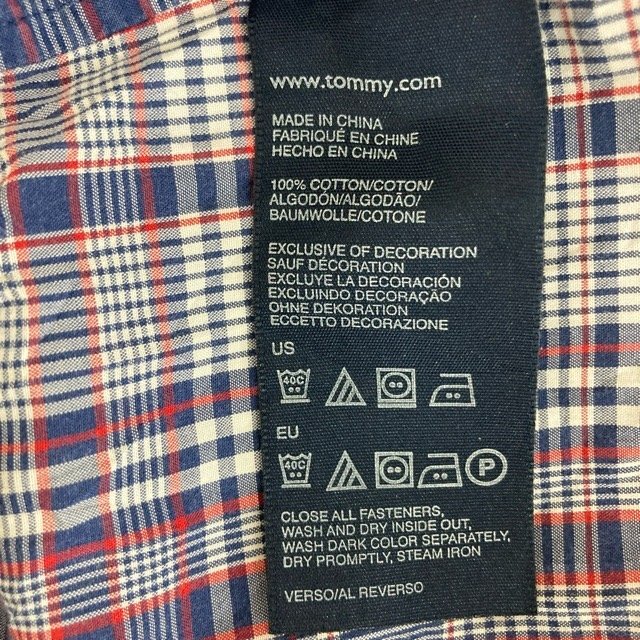 www.tommy.com
MADE IN CHINA
FABRIQUÉ EN CHINE
HECHO EN CHINA
100% COTTON/COTON/
ALGODÓN/ALGODÃO/
BAUMWOLLE/COTONE
EXCLUSIVE OF DECORATION
SAUF DÉCORATION
EXCLUYE LA DECORACIÓN
EXCLUINDO DECORAÇÃO
OHNE DEKORATION
ECCETTO DECORAZIONE
US
40C
EU
40C P
CLOSE ALL FASTENERS,
WASH AND DRY INSIDE OUT,
WASH DARK COLOR SEPARATELY,
DRY PROMPTLY, STEAM IRON
VERSO/AL REVERSO